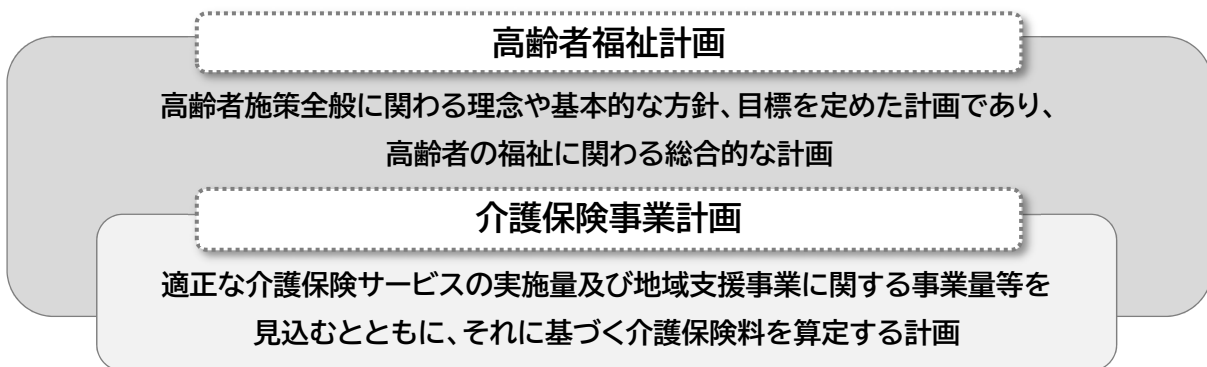 高齢者福祉計画
高齢者施策全般に関わる理念や基本的な方針、目標を定めた計画であり、
高齢者の福祉に関わる総合的な計画
介護保険事業計画
適正な介護保険サービスの実施量及び地域支援事業に関する事業量等を
見込むとともに、それに基づく介護保険料を算定する計画